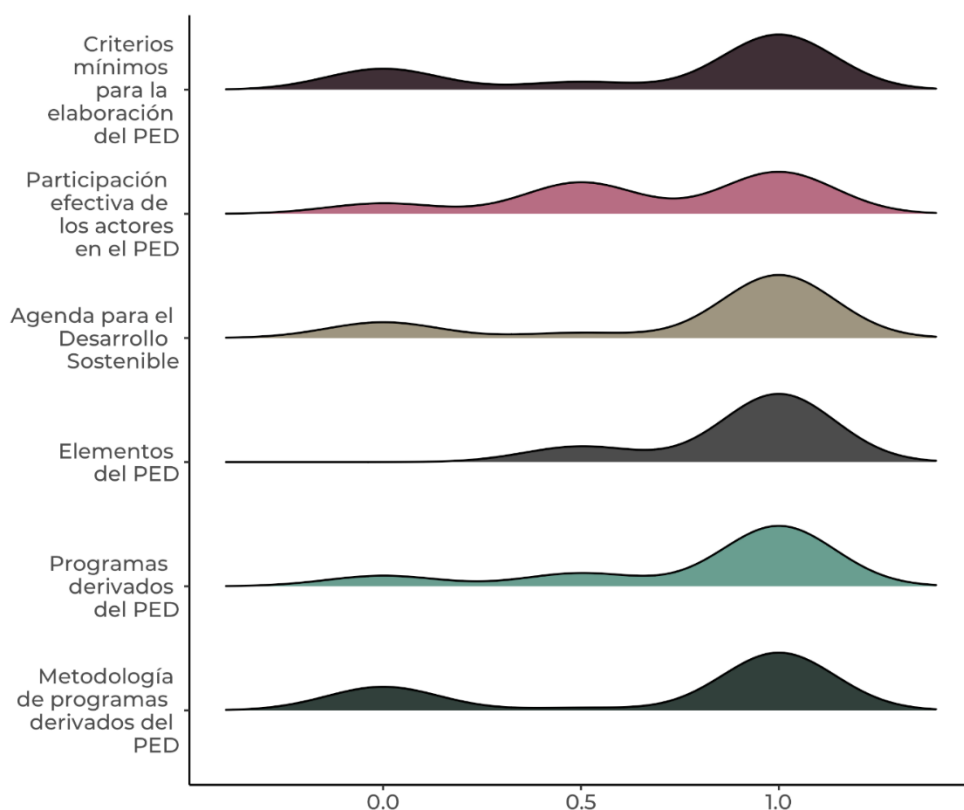 Criterios
mínimos
para la
elaboración
del PED
Participación
efectiva de
los actores
en el PED
Agenda para el
Desarrollo
Sostenible
Elementos
del PED
Programas
derivados
del PED
Metodología
de programas
derivados del
PED
0.0 0.5 1.0